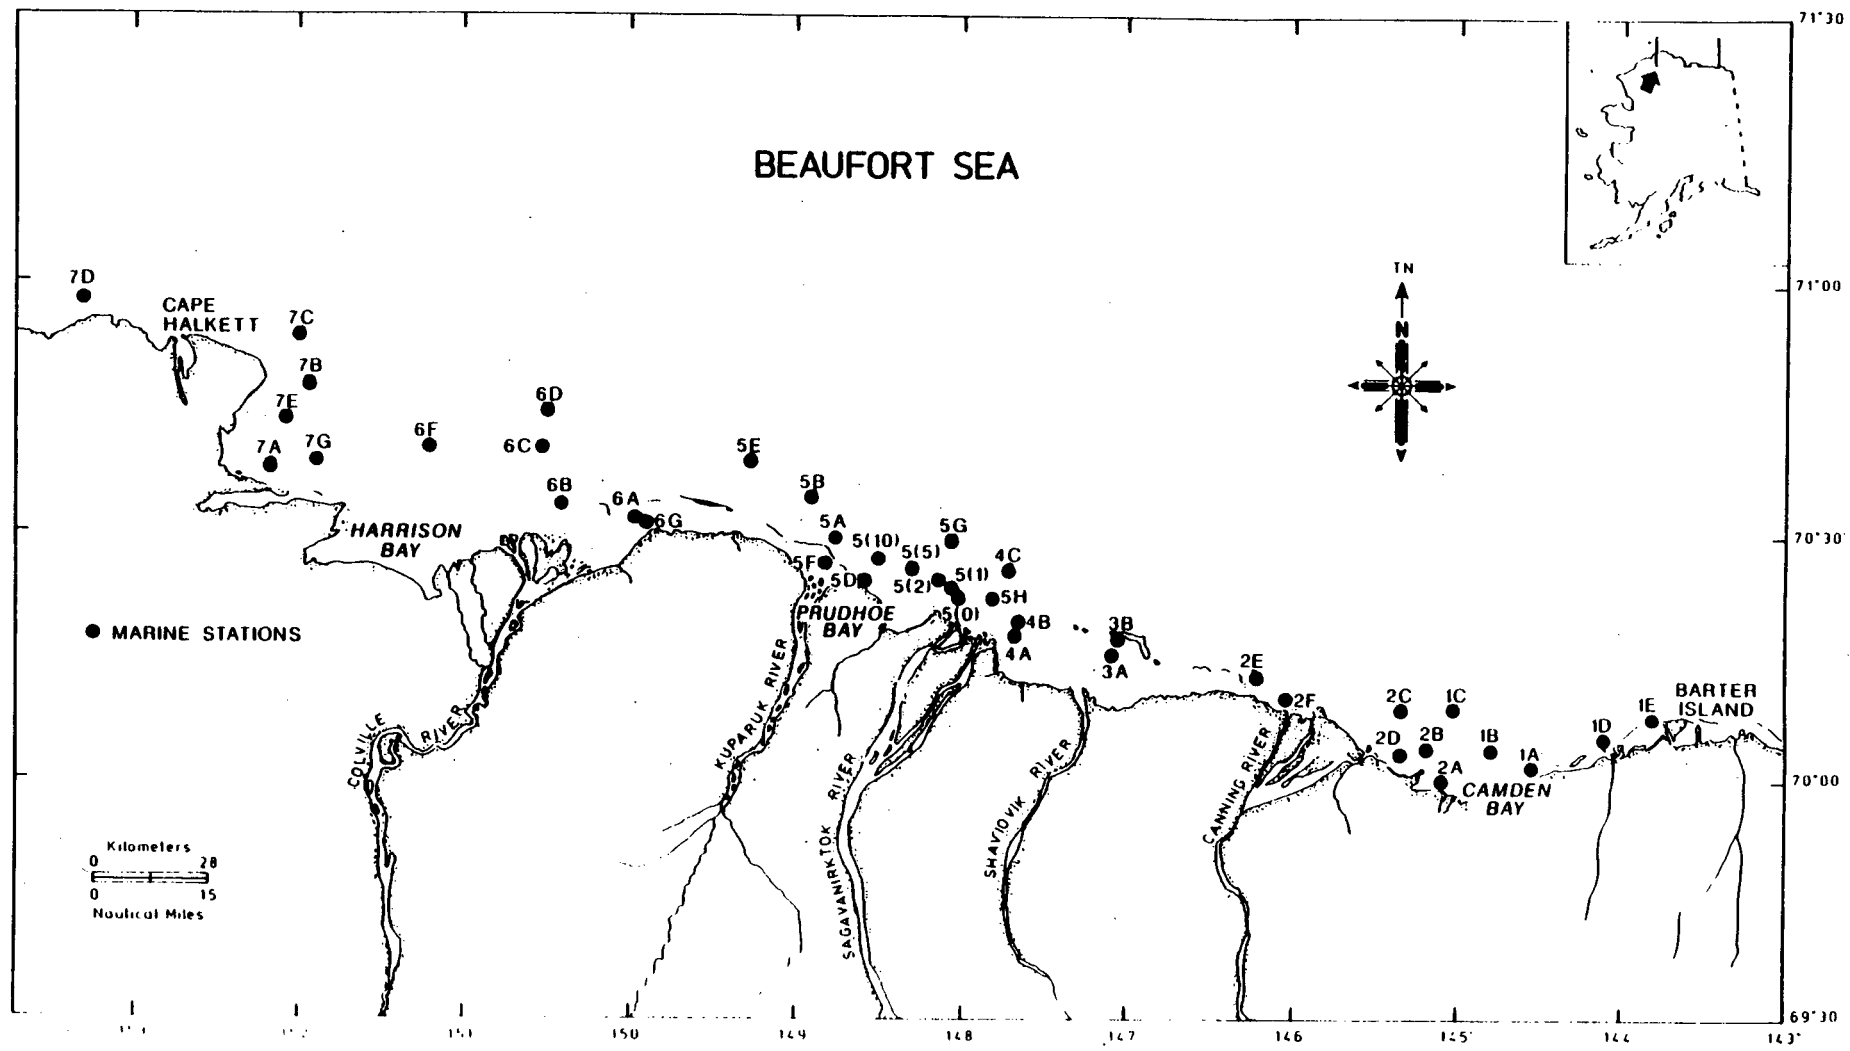 71°30
BEAUFORT SEA
TN
N
7D
71°00
CAPE
HALKETT
7C
7B
7E
6D
7A
7G
6F
6C
5E
6B
5B
6A
6G
HARRISON
BAY
5A
5(10)
5G
70°30
5F
5D
5(5)
5(2)
5(1)
4C
5H
5(0)
PRUDHOE
BAY
4B
4A
3B
3A
MARINE STATIONS
2E
2F
2C
1C
1E
BARTER
ISLAND
2D
2B
1B
1D
2A
1A
CAMDEN
BAY
70°00
COLVILLE
RIVER
KUPARUK RIVER
SAGAVANIRKTOK
RIVER
SHAVIOVIK
RIVER
CANNING RIVER
Kilometers
0 28
0 15
Nautical Miles
69°30
151
150
149
148
147
146
145
144
143°